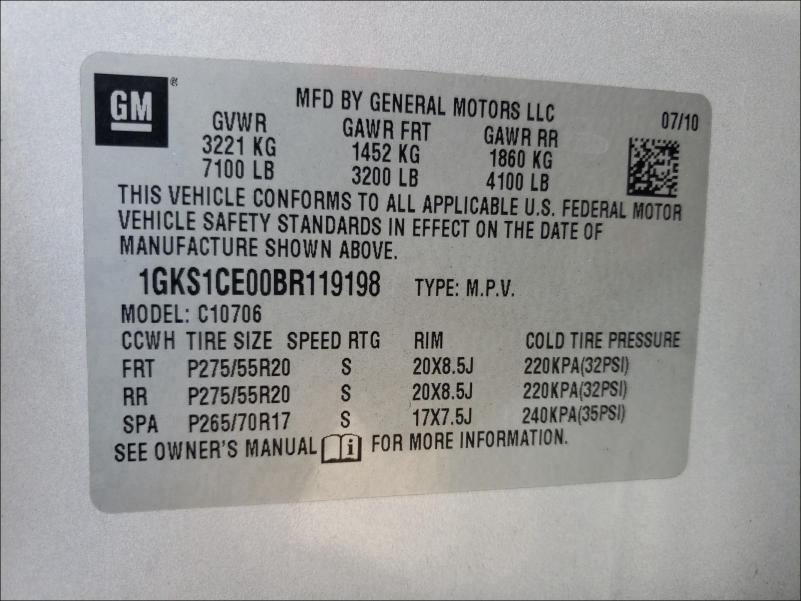 GM ®
MFD BY GENERAL MOTORS LLC 07/10
GVWR GAWR FRT GAWR RR
3221 KG 1452 KG 1860 KG
7100 LB 3200 LB 4100 LB
THIS VEHICLE CONFORMS TO ALL APPLICABLE U.S. FEDERAL MOTOR
VEHICLE SAFETY STANDARDS IN EFFECT ON THE DATE OF
MANUFACTURE SHOWN ABOVE.
1GKS1CE00BR119198 TYPE: M.P.V.
MODEL: C10706
CCWH TIRE SIZE SPEED RTG RIM COLD TIRE PRESSURE
FRT P275/55R20 S 20X8.5J 220KPA(32PSI)
RR P275/55R20 S 20X8.5J 220KPA(32PSI)
SPA P265/70R17 S 17X7.5J 240KPA(35PSI)
SEE OWNER'S MANUAL i FOR MORE INFORMATION.